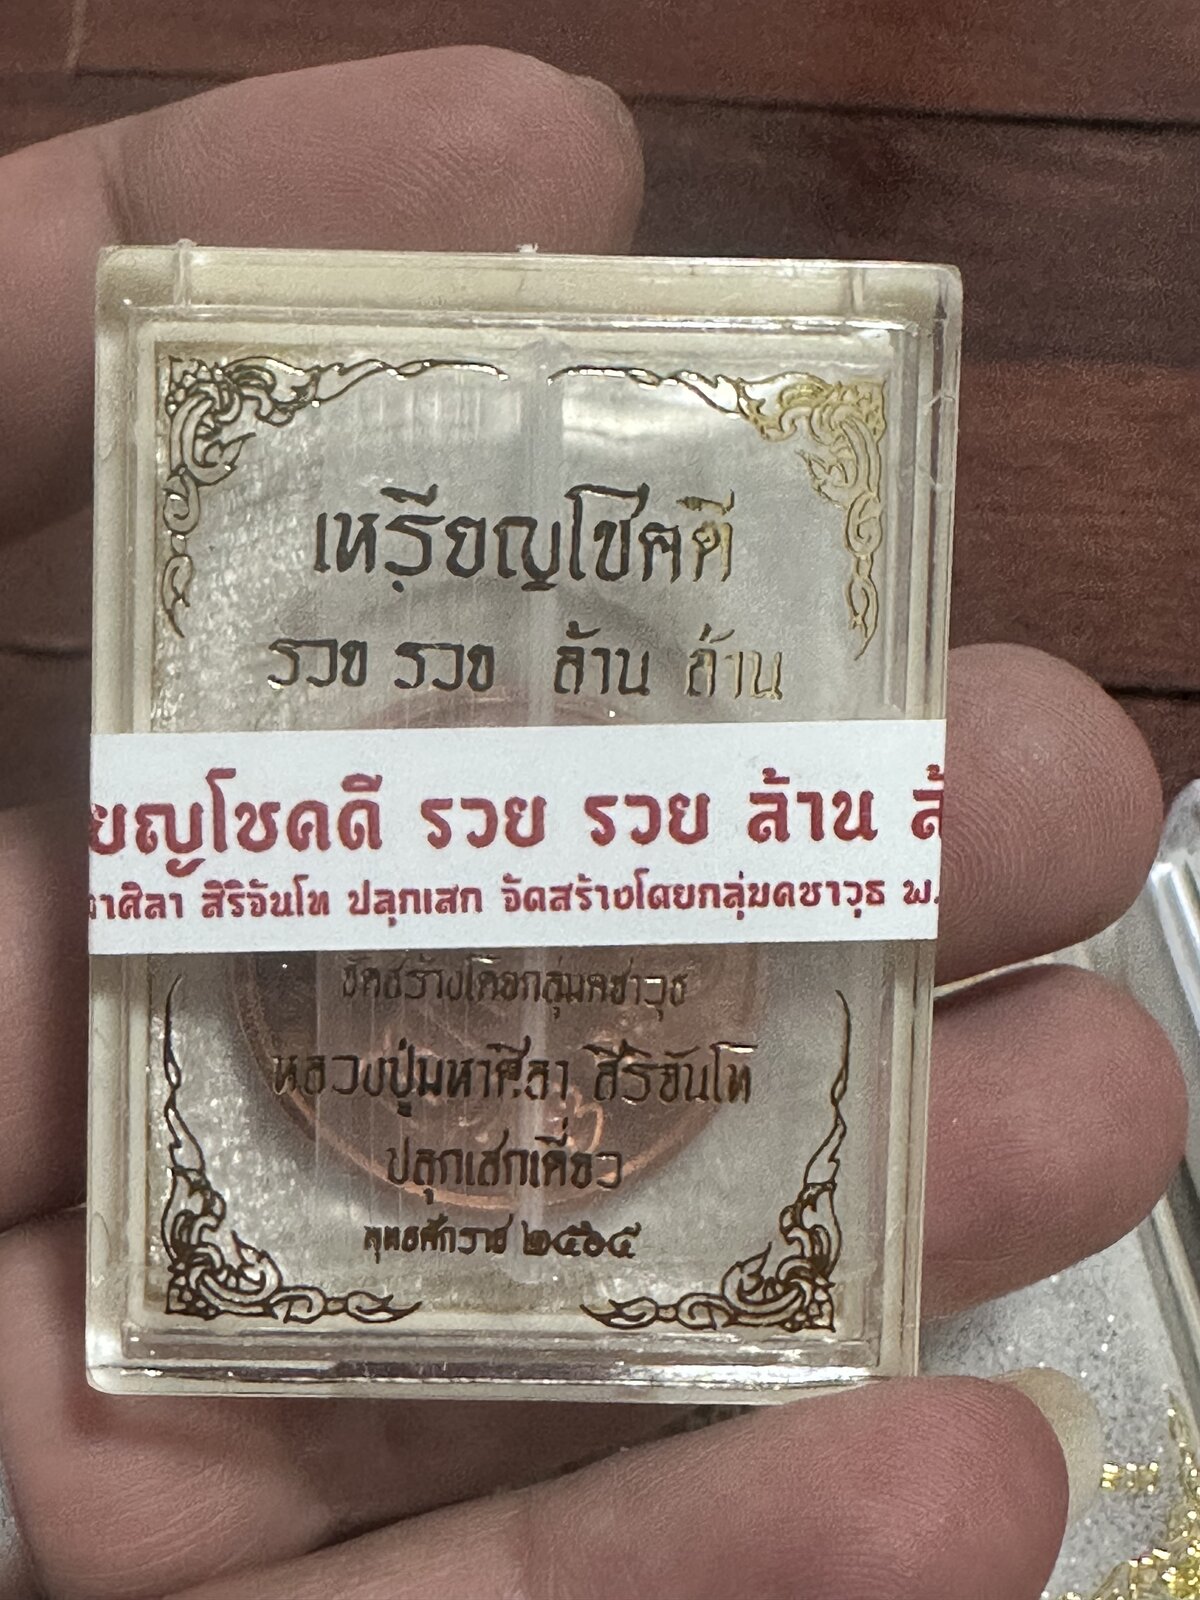 เหรียญโชคดี
รวย รวย ล้าน ล้าน
ยญโชคดี รวย รวย ล้าน ล้
าศิลา สิริจันโท ปลุกเสก จัดสร้างโดยกลุ่มคชาวุธ พ.
จัดสร้างโดยกลุ่มคชาวุธ
หลวงปู่มหาศิลา สิริจันโท
ปลุกเสกเดี่ยว
พุทธศักราช ๒๕๖๕